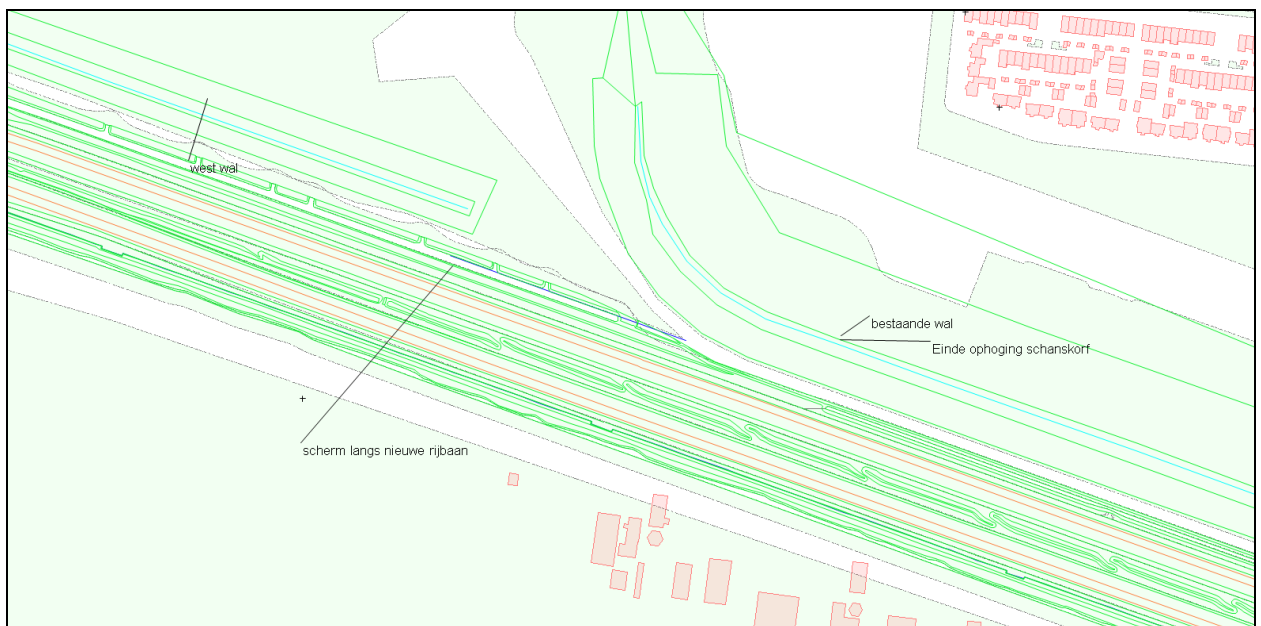 west wal
bestaande wal
Einde ophoging schanskorf
scherm langs nieuwe rijbaan